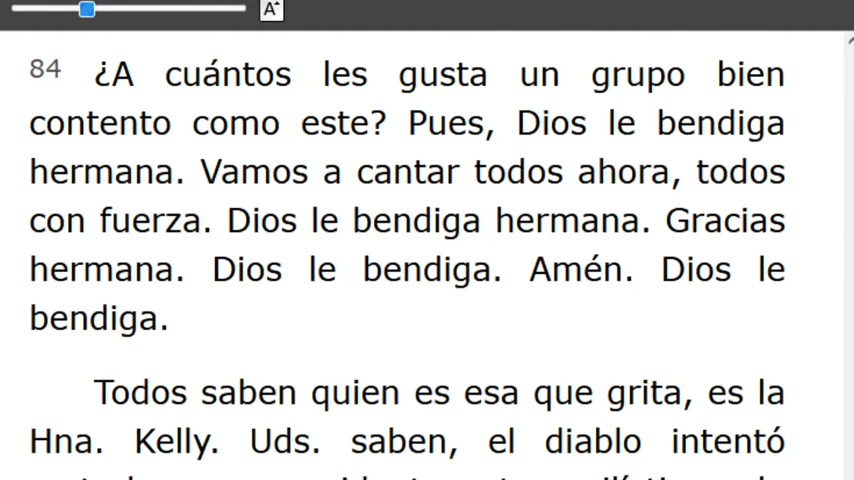 A
84 ¿A cuántos les gusta un grupo bien
contento como este? Pues, Dios le bendiga
hermana. Vamos a cantar todos ahora, todos
con fuerza. Dios le bendiga hermana. Gracias
hermana. Dios le bendiga. Amén. Dios le
bendiga.
Todos saben quien es esa que grita, es la
Hna. Kelly. Uds. saben, el diablo intentó